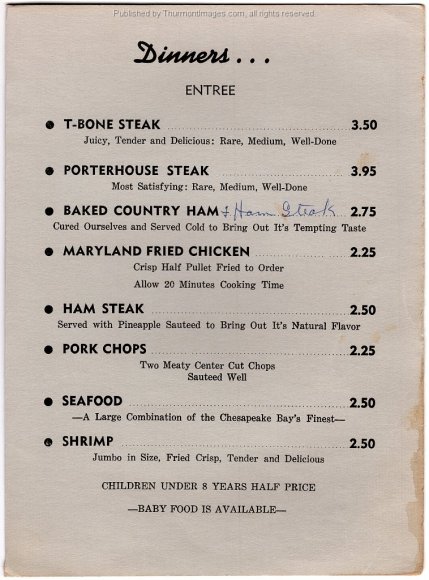 Published by ThurmontImages.com, all rights reserved.
Dinners...
ENTREE
T-BONE STEAK 3.50
Juicy, Tender and Delicious: Rare, Medium, Well-Done
PORTERHOUSE STEAK 3.95
Most Satisfying: Rare, Medium, Well-Done
BAKED COUNTRY HAM & Ham Steak 2.75
Cured Ourselves and Served Cold to Bring Out It's Tempting Taste
MARYLAND FRIED CHICKEN 2.25
Crisp Half Pullet Fried to Order
Allow 20 Minutes Cooking Time
HAM STEAK 2.50
Served with Pineapple Sauteed to Bring Out It's Natural Flavor
PORK CHOPS 2.25
Two Meaty Center Cut Chops
Sauteed Well
SEAFOOD 2.50
—A Large Combination of the Chesapeake Bay's Finest—
SHRIMP 2.50
Jumbo in Size, Fried Crisp, Tender and Delicious
CHILDREN UNDER 8 YEARS HALF PRICE
—BABY FOOD IS AVAILABLE—